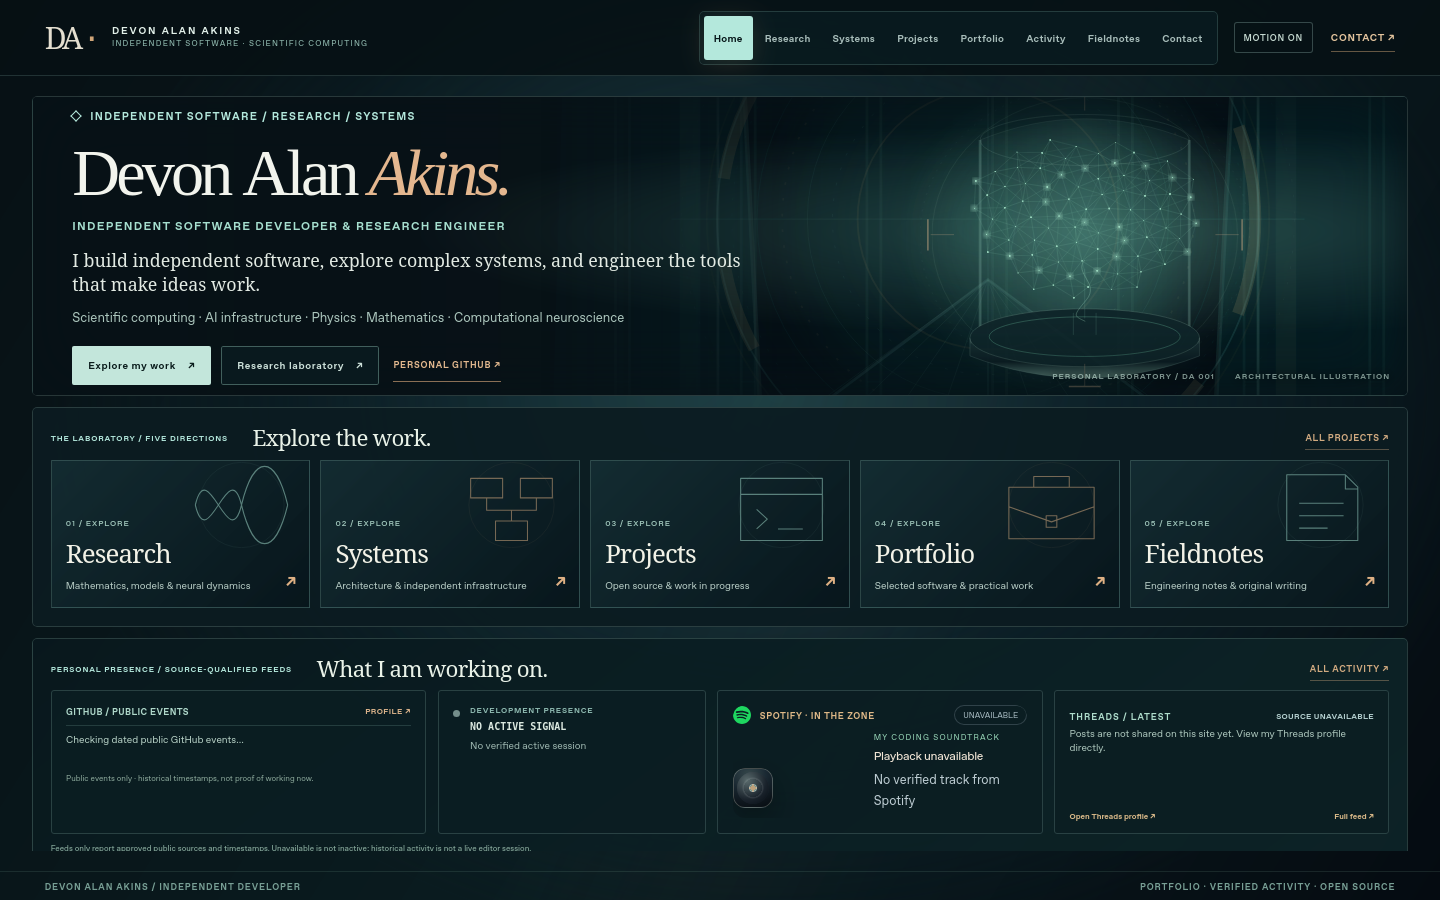 DA
DEVON ALAN AKINS
INDEPENDENT SOFTWARE · SCIENTIFIC COMPUTING
Home Research Systems Projects Portfolio Activity Fieldnotes Contact
MOTION ON
CONTACT ↗
INDEPENDENT SOFTWARE / RESEARCH / SYSTEMS
Devon Alan Akins.
INDEPENDENT SOFTWARE DEVELOPER & RESEARCH ENGINEER
I build independent software, explore complex systems, and engineer the tools
that make ideas work.
Scientific computing · AI infrastructure · Physics · Mathematics · Computational neuroscience
Explore my work ↗
Research laboratory ↗
PERSONAL GITHUB ↗
PERSONAL LABORATORY / DA 001
ARCHITECTURAL ILLUSTRATION
THE LABORATORY / FIVE DIRECTIONS
Explore the work.
ALL PROJECTS ↗
01 / EXPLORE
Research
Mathematics, models & neural dynamics ↗
02 / EXPLORE
Systems
Architecture & independent infrastructure ↗
03 / EXPLORE
Projects
Open source & work in progress ↗
04 / EXPLORE
Portfolio
Selected software & practical work ↗
05 / EXPLORE
Fieldnotes
Engineering notes & original writing ↗
PERSONAL PRESENCE / SOURCE-QUALIFIED FEEDS
What I am working on.
ALL ACTIVITY ↗
GITHUB / PUBLIC EVENTS
PROFILE ↗
Checking dated public GitHub events...
Public events only · historical timestamps, not proof of working now.
DEVELOPMENT PRESENCE
NO ACTIVE SIGNAL
No verified active session
SPOTIFY · IN THE ZONE
UNAVAILABLE
MY CODING SOUNDTRACK
Playback unavailable
No verified track from
Spotify
THREADS / LATEST
SOURCE UNAVAILABLE
Posts are not shared on this site yet. View my Threads profile
directly.
Open Threads profile ↗
Full feed ↗
Feeds only report approved public sources and timestamps. Unavailable is not inactive; historical activity is not a live editor session.
DEVON ALAN AKINS / INDEPENDENT DEVELOPER
PORTFOLIO · VERIFIED ACTIVITY · OPEN SOURCE